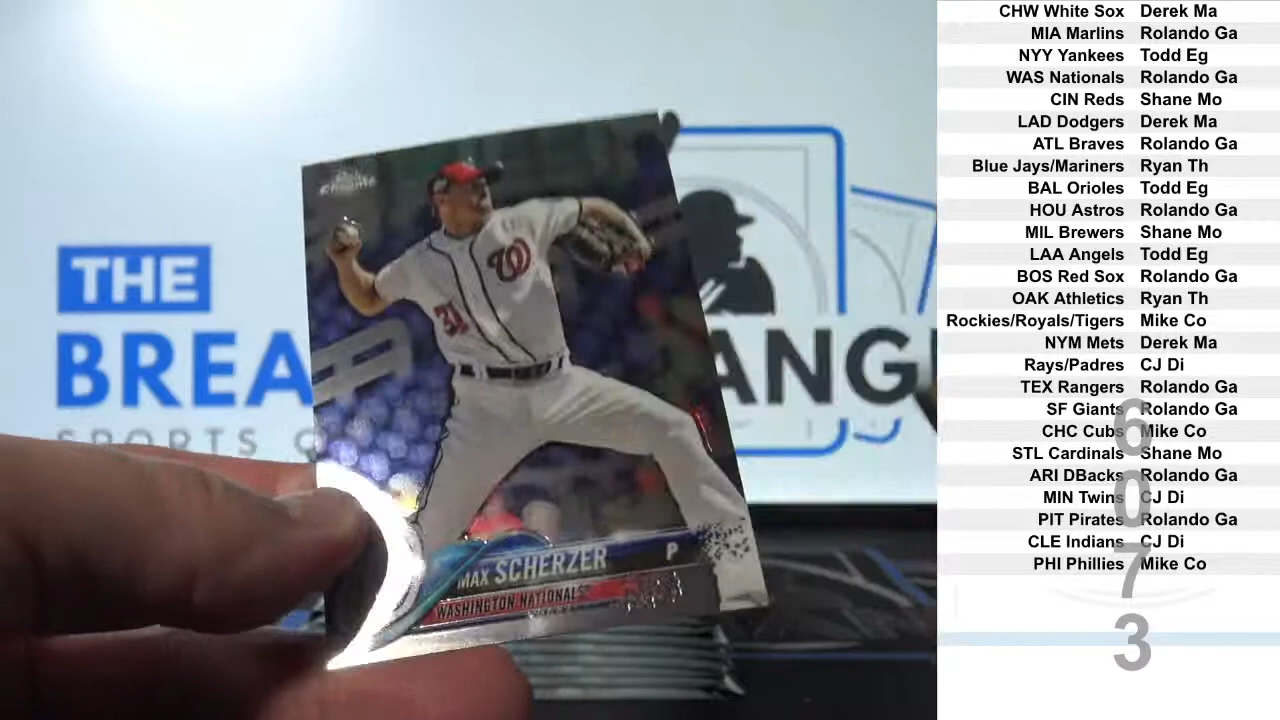 THE
BREA
ANG
SPORTS
Chrome
W
31
MAX SCHERZER P
WASHINGTON NATIONALS
CHW White Sox Derek Ma
MIA Marlins Rolando Ga
NYY Yankees Todd Eg
WAS Nationals Rolando Ga
CIN Reds Shane Mo
LAD Dodgers Derek Ma
ATL Braves Rolando Ga
Blue Jays/Mariners Ryan Th
BAL Orioles Todd Eg
HOU Astros Rolando Ga
MIL Brewers Shane Mo
LAA Angels Todd Eg
BOS Red Sox Rolando Ga
OAK Athletics Ryan Th
Rockies/Royals/Tigers Mike Co
NYM Mets Derek Ma
Rays/Padres CJ Di
TEX Rangers Rolando Ga
SF Giants Rolando Ga
CHC Cubs Mike Co
STL Cardinals Shane Mo
ARI DBacks Rolando Ga
MIN Twins CJ Di
PIT Pirates Rolando Ga
CLE Indians CJ Di
PHI Phillies Mike Co
6
0
7
3